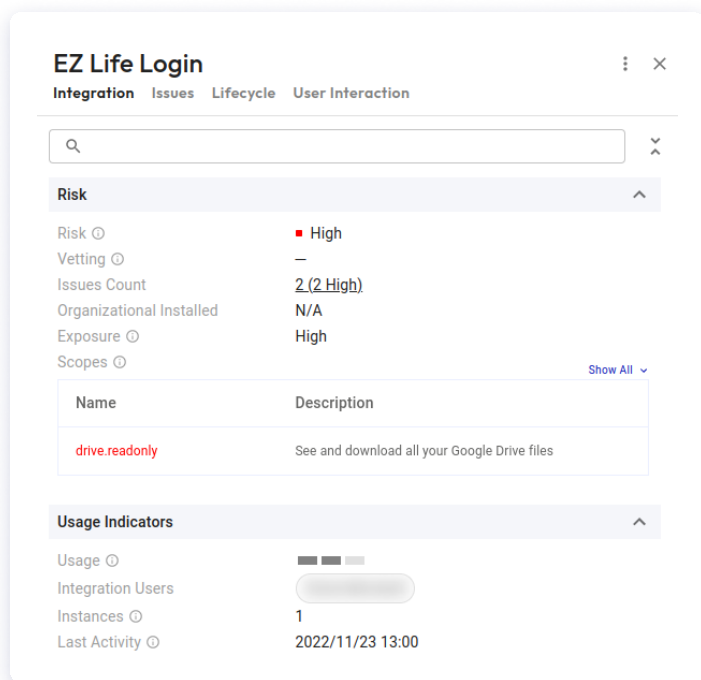 EZ Life Login
Integration Issues Lifecycle User Interaction
Risk
Risk High
Vetting —
Issues Count 2 (2 High)
Organizational Installed N/A
Exposure High
Scopes Show All
Name Description
drive.readonly See and download all your Google Drive files
Usage Indicators
Usage
Integration Users
Instances 1
Last Activity 2022/11/23 13:00